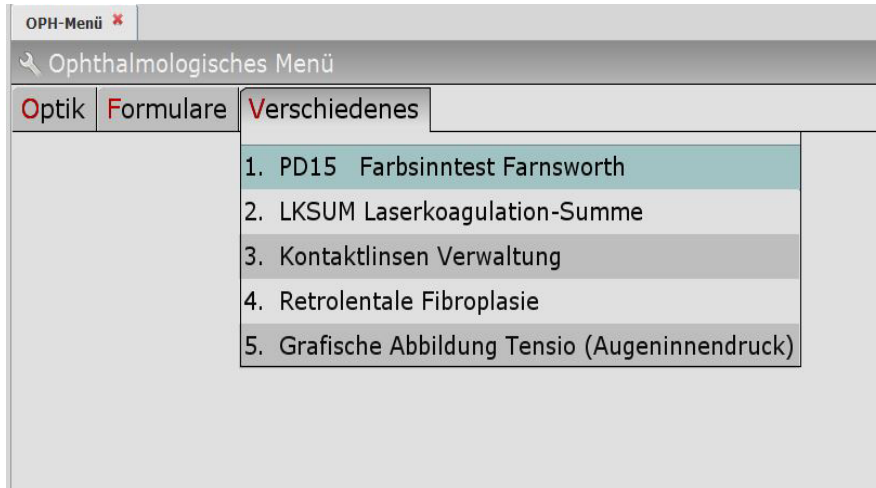 OPH-Menü
Ophthalmologisches Menü
Optik Formulare Verschiedenes
1. PD15 Farbsinntest Farnsworth
2. LKSUM Laserkoagulation-Summe
3. Kontaktlinsen Verwaltung
4. Retrolentale Fibroplasie
5. Grafische Abbildung Tensio (Augeninnendruck)